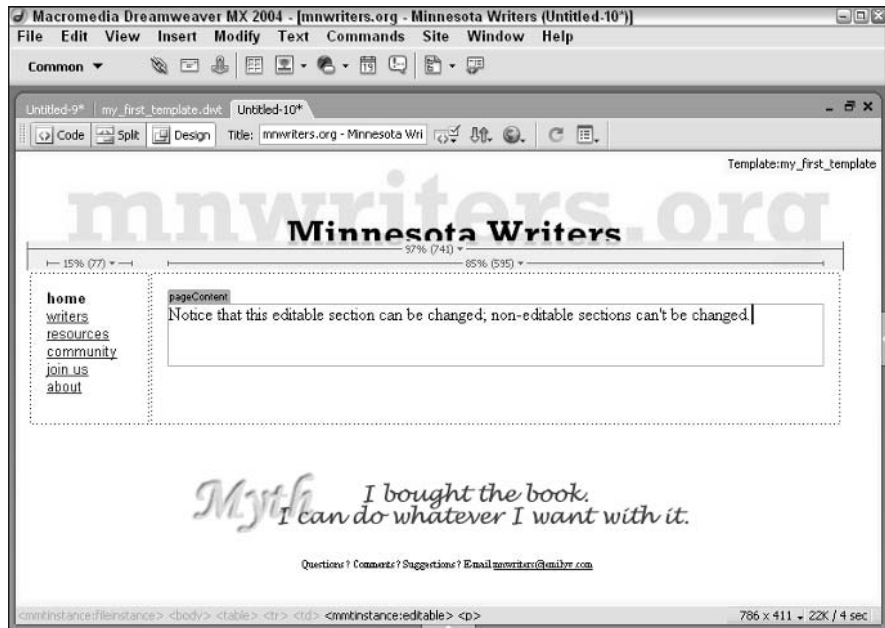 Macromedia Dreamweaver MX 2004 - [mnwriters.org - Minnesota Writers (Untitled-10*)]
File Edit View Insert Modify Text Commands Site Window Help
Common
19
Untitled-9* my_first_template.dwt Untitled-10*
Code Split Design Title: mnwriters.org - Minnesota Wri
Template:my_first_template
mnwriters.org
Minnesota Writers
97% (741)
15% (77) 85% (595)
home
pageContent
Notice that this editable section can be changed; non-editable sections can't be changed.
writers
resources
community
join us
about
Myth
I bought the book.
I can do whatever I want with it.
Questions? Comments? Suggestions? Email mnwriters@emilyv.com
<mmtinstance:fileinstance> <body> <table> <tr> <td> <mmtinstance:editable> <p> 786 x 411 22K / 4 sec